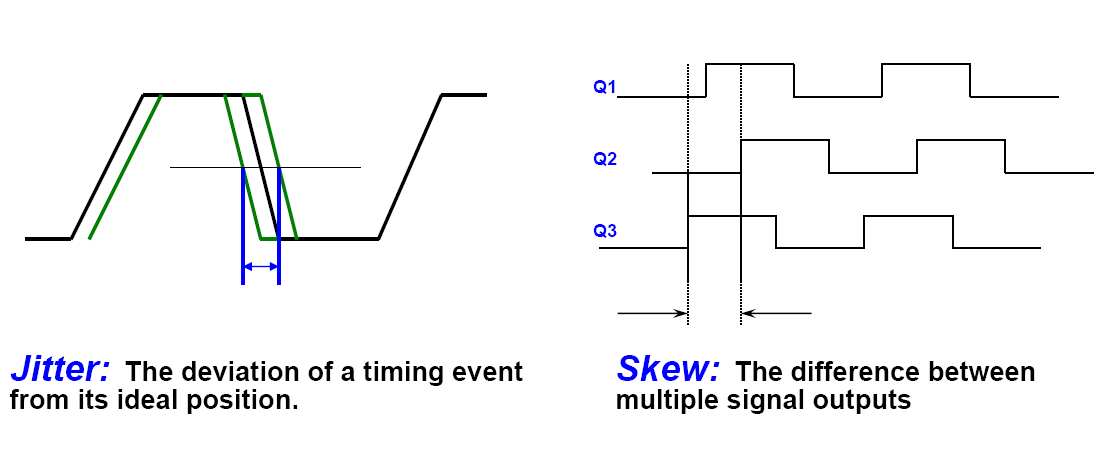 Q1
Q2
Q3
Jitter: The deviation of a timing event
from its ideal position.
Skew: The difference between
multiple signal outputs